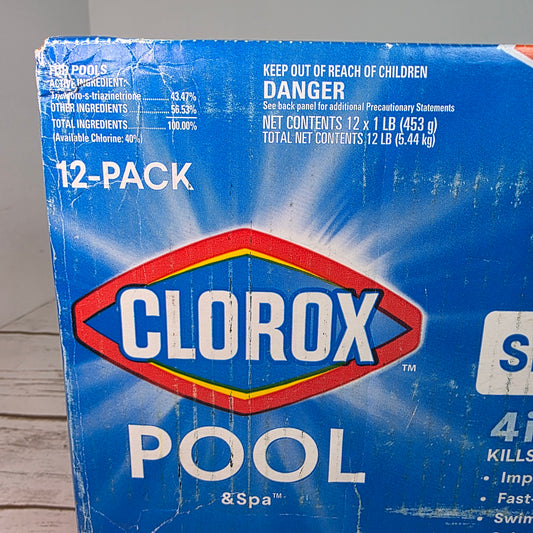 FOR POOLS
ACTIVE INGREDIENT:
Trichloro-s-triazinetrione ........ 43.47%
OTHER INGREDIENTS ........ 56.53%
TOTAL INGREDIENTS ........ 100.00%
(Available Chlorine: 40%)
KEEP OUT OF REACH OF CHILDREN
DANGER
See back panel for additional Precautionary Statements
NET CONTENTS 12 x 1 LB (453 g)
TOTAL NET CONTENTS 12 LB (5.44 kg)
12-PACK
CLOROX™
POOL
&Spa™
KILLS